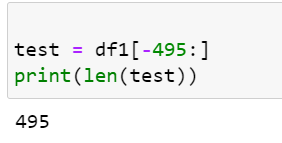 test = df1[-495:]
print(len(test))
495